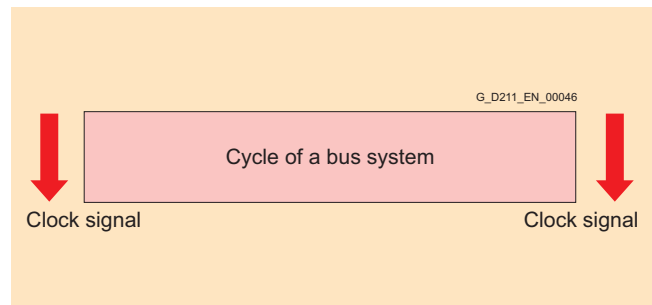 G_D211_EN_00046
Cycle of a bus system
Clock signal
Clock signal